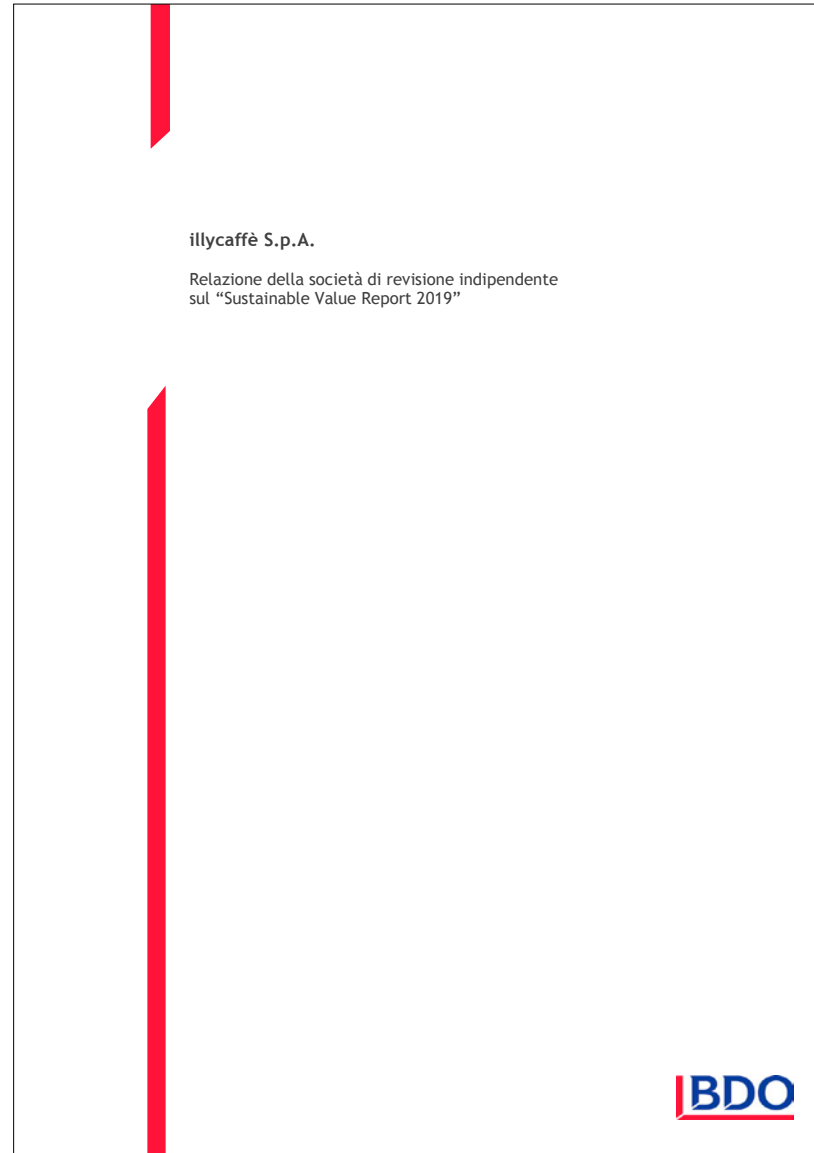 illycaffè S.p.A.
Relazione della società di revisione indipendente
sul “Sustainable Value Report 2019”
BDO